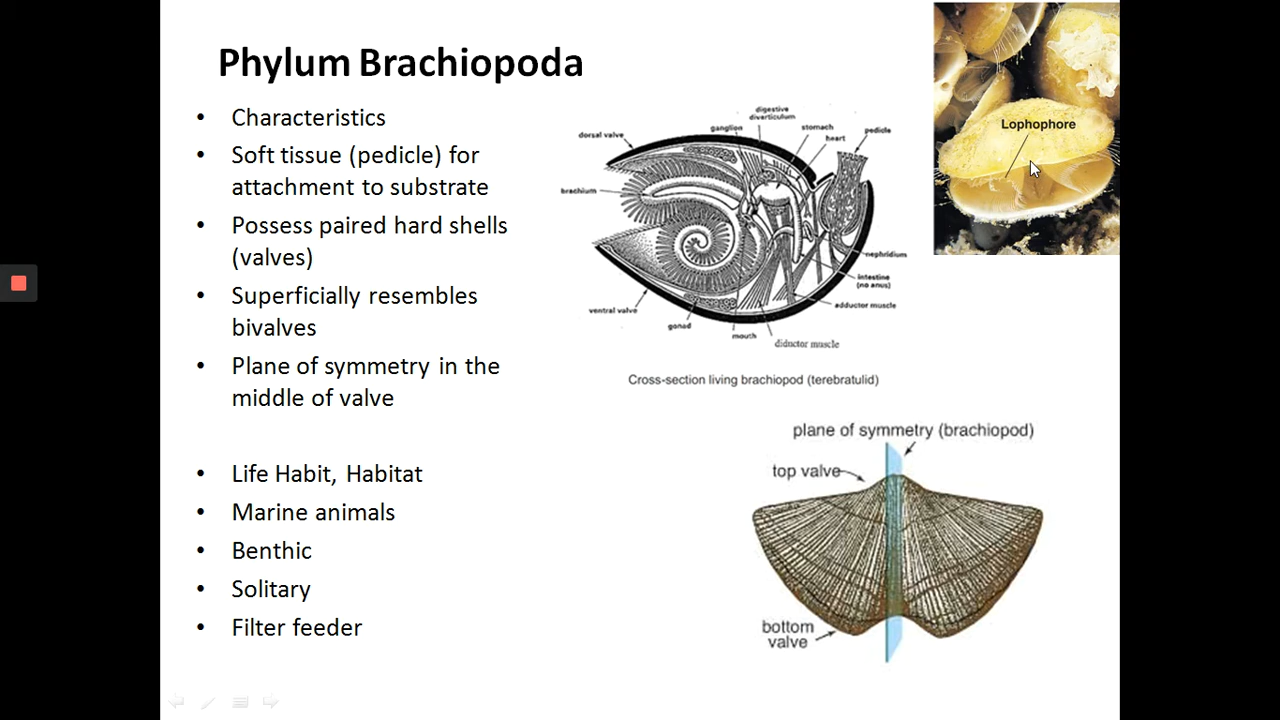 Phylum Brachiopoda
• Characteristics
• Soft tissue (pedicle) for
attachment to substrate
• Possess paired hard shells
(valves)
• Superficially resembles
bivalves
• Plane of symmetry in the
middle of valve
• Life Habit, Habitat
• Marine animals
• Benthic
• Solitary
• Filter feeder
digestive
diverticulum
ganglion
stomach
heart
pedicle
dorsal valve
brachium
nephridium
intestine
(no anus)
adductor muscle
ventral valve
gonad
mouth
diductor muscle
Cross-section living brachiopod (terebratulid)
Lophophore
plane of symmetry (brachiopod)
top valve
bottom
valve